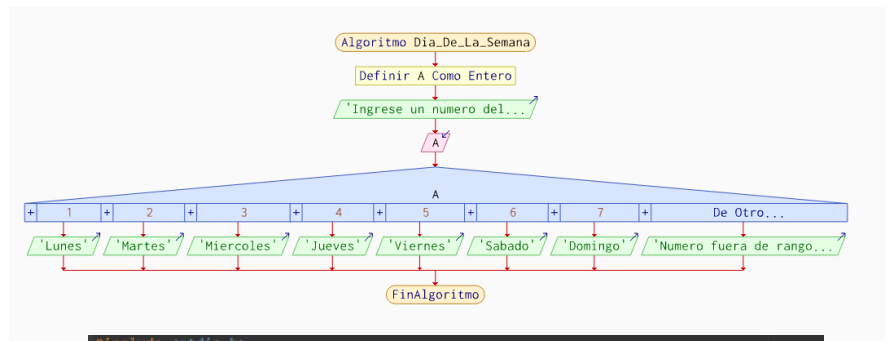 Algoritmo Dia_De_La_Semana
Definir A Como Entero
'Ingrese un numero del...
A
A
+ 1 + 2 + 3 + 4 + 5 + 6 + 7 + De Otro...
'Lunes' 'Martes' 'Miercoles' 'Jueves' 'Viernes' 'Sabado' 'Domingo' 'Numero fuera de rango...
FinAlgoritmo